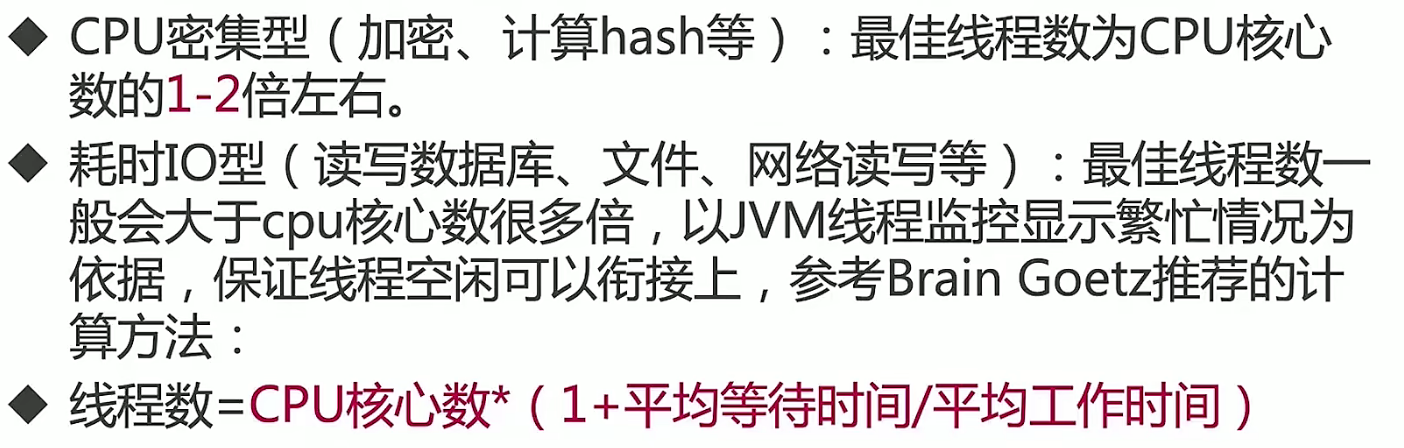 ◆ CPU密集型（加密、计算hash等）：最佳线程数为CPU核心
数的1-2倍左右。
◆ 耗时IO型（读写数据库、文件、网络读写等）：最佳线程数一
般会大于cpu核心数很多倍，以JVM线程监控显示繁忙情况为
依据，保证线程空闲可以衔接上，参考Brain Goetz推荐的计
算方法：
◆ 线程数=CPU核心数*（1+平均等待时间/平均工作时间）